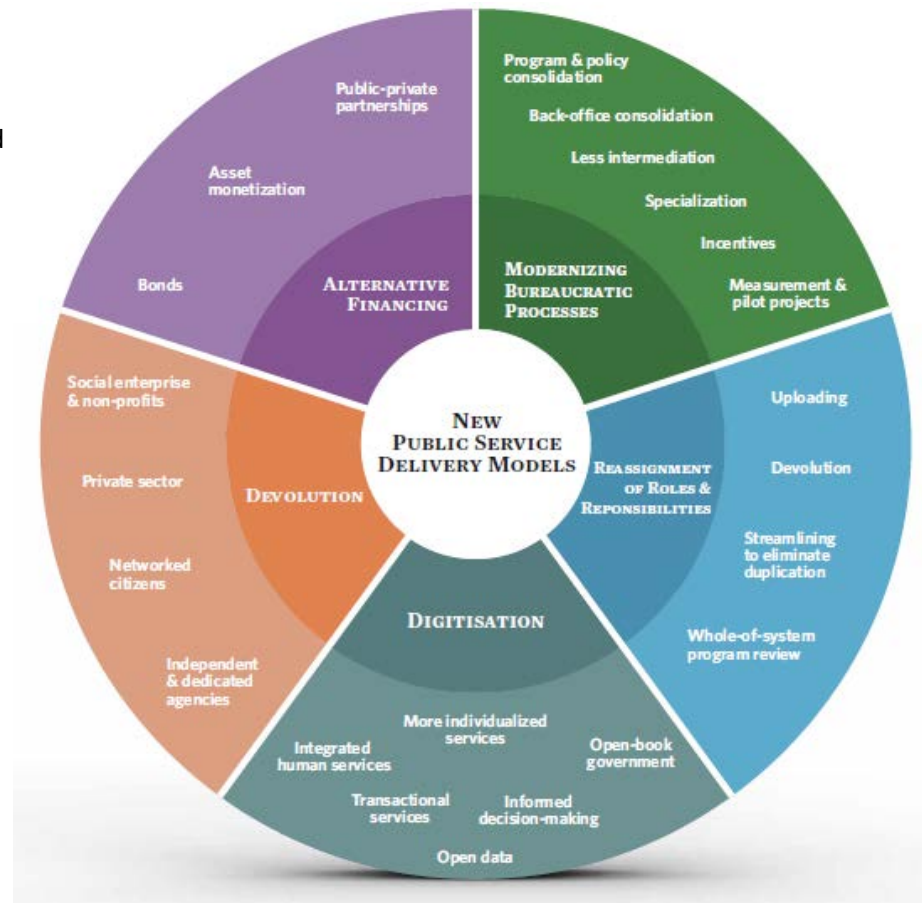 Public-private
partnerships
Asset
monetization
Bonds
ALTERNATIVE
FINANCING
Program & policy
consolidation
Back-office consolidation
Less intermediation
Specialization
Incentives
Measurement &
pilot projects
MODERNIZING
BUREAUCRATIC
PROCESSES
NEW
PUBLIC SERVICE
DELIVERY MODELS
Social enterprise
& non-profits
Private sector
Networked
citizens
Independent
& dedicated
agencies
DEVOLUTION
REASSIGNMENT
OF ROLES &
REPONSIBILITIES
Uploading
Devolution
Streamlining
to eliminate
duplication
Whole-of-system
program review
DIGITISATION
More individualized
services
Integrated
human services
Open-book
government
Transactional
services
Informed
decision-making
Open data